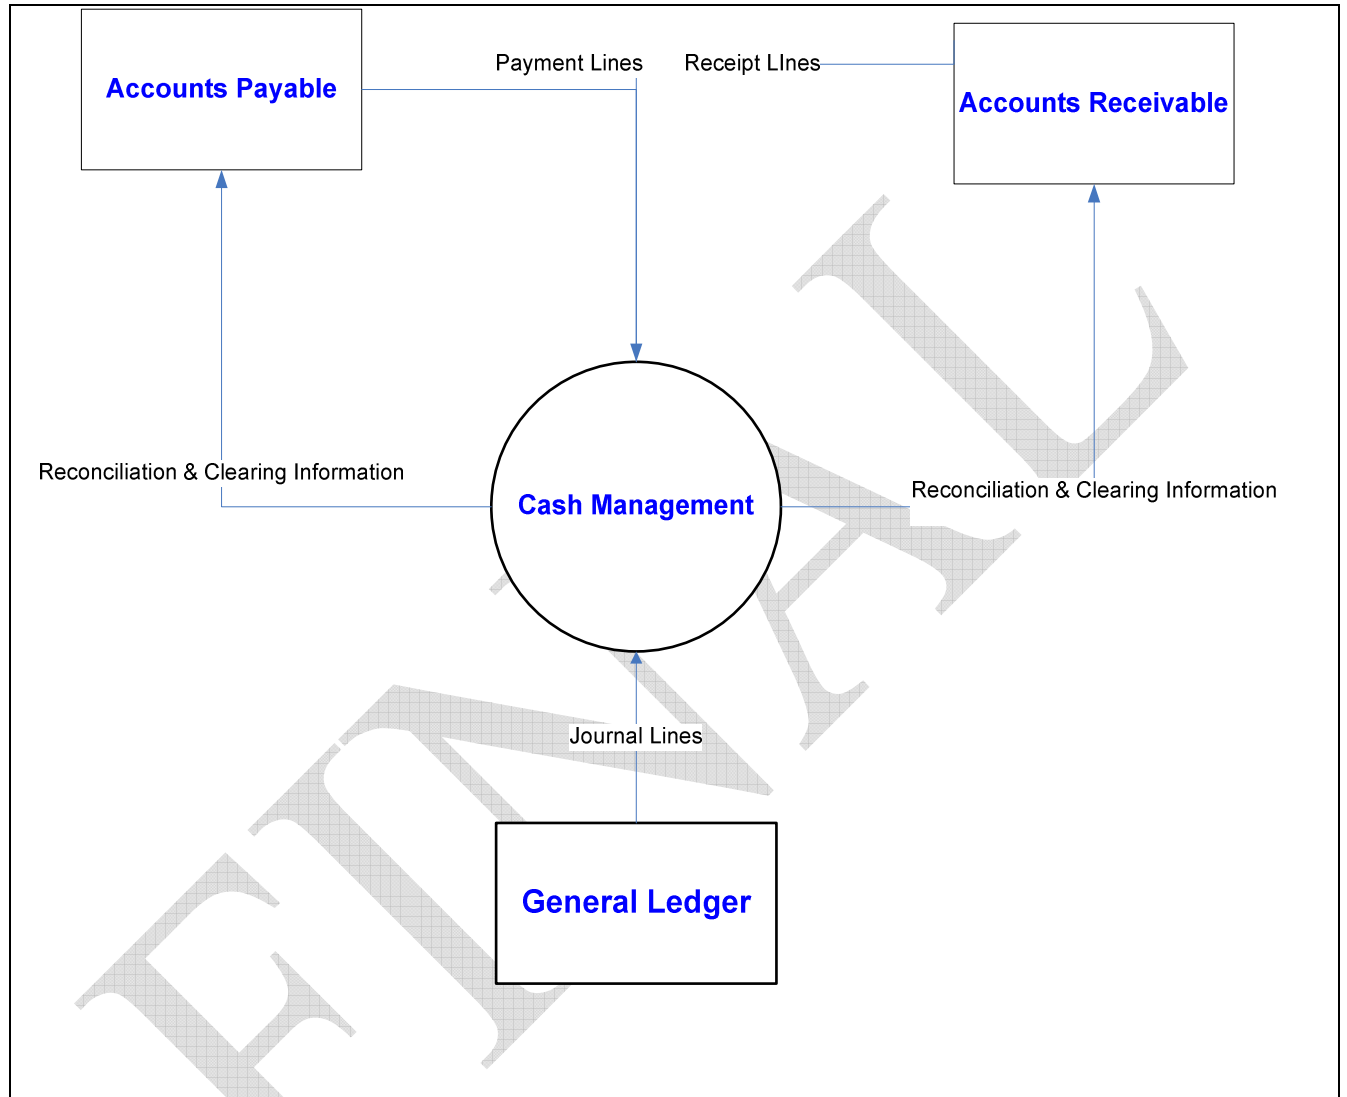 Payment Lines
Receipt LInes
Accounts Payable
Accounts Receivable
Reconciliation & Clearing Information
Reconciliation & Clearing Information
Cash Management
Journal Lines
General Ledger
FINAL